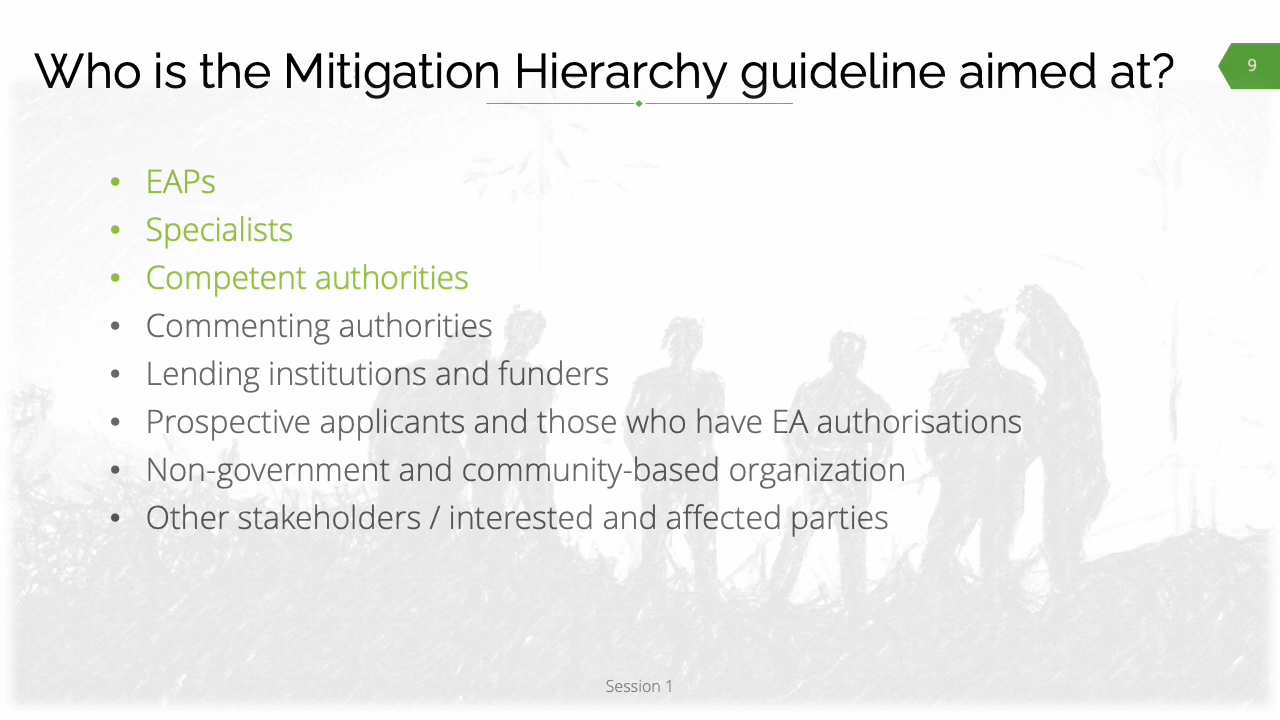 Who is the Mitigation Hierarchy guideline aimed at?
9
• EAPs
• Specialists
• Competent authorities
• Commenting authorities
• Lending institutions and funders
• Prospective applicants and those who have EA authorisations
• Non-government and community-based organization
• Other stakeholders / interested and affected parties
Session 1